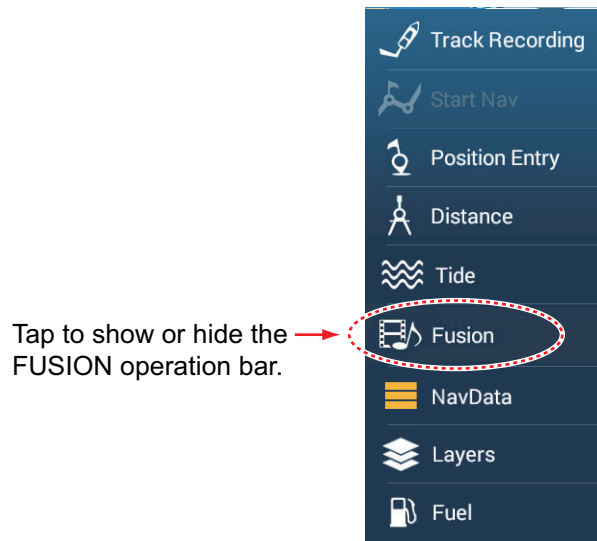 Track Recording
Start Nav
Position Entry
Distance
Tide
Tap to show or hide the
FUSION operation bar.
Fusion
NavData
Layers
Fuel